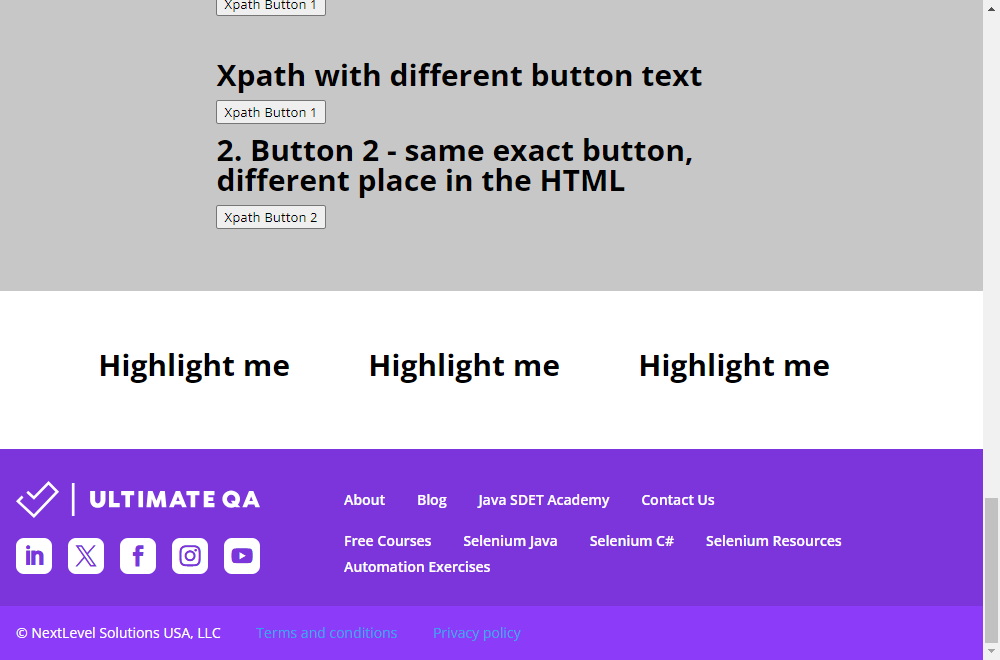 Xpath Button 1
Xpath with different button text
Xpath Button 1
2. Button 2 - same exact button,
different place in the HTML
Xpath Button 2
Highlight me Highlight me Highlight me
ULTIMATE QA
About Blog Java SDET Academy Contact Us
Free Courses Selenium Java Selenium C# Selenium Resources
Automation Exercises
© NextLevel Solutions USA, LLC Terms and conditions Privacy policy